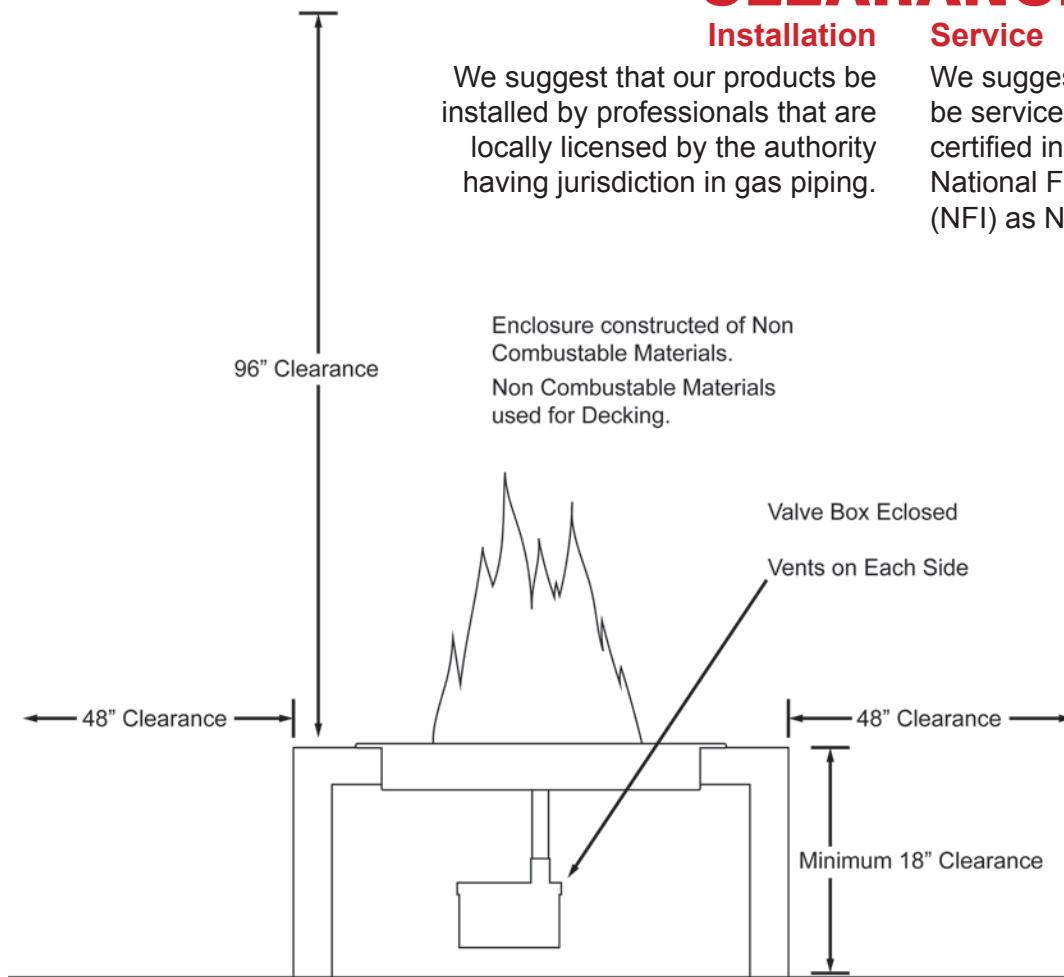 Installation
We suggest that our products be
installed by professionals that are
locally licensed by the authority
having jurisdiction in gas piping.
Service
We
be
certified
National
(NFI) as
96” Clearance
Enclosure constructed of Non
Combustable Materials.
Non Combustable Materials
used for Decking.
Valve Box Eclosed
Vents on Each Side
48” Clearance
48” Clearance
Minimum 18” Clearance